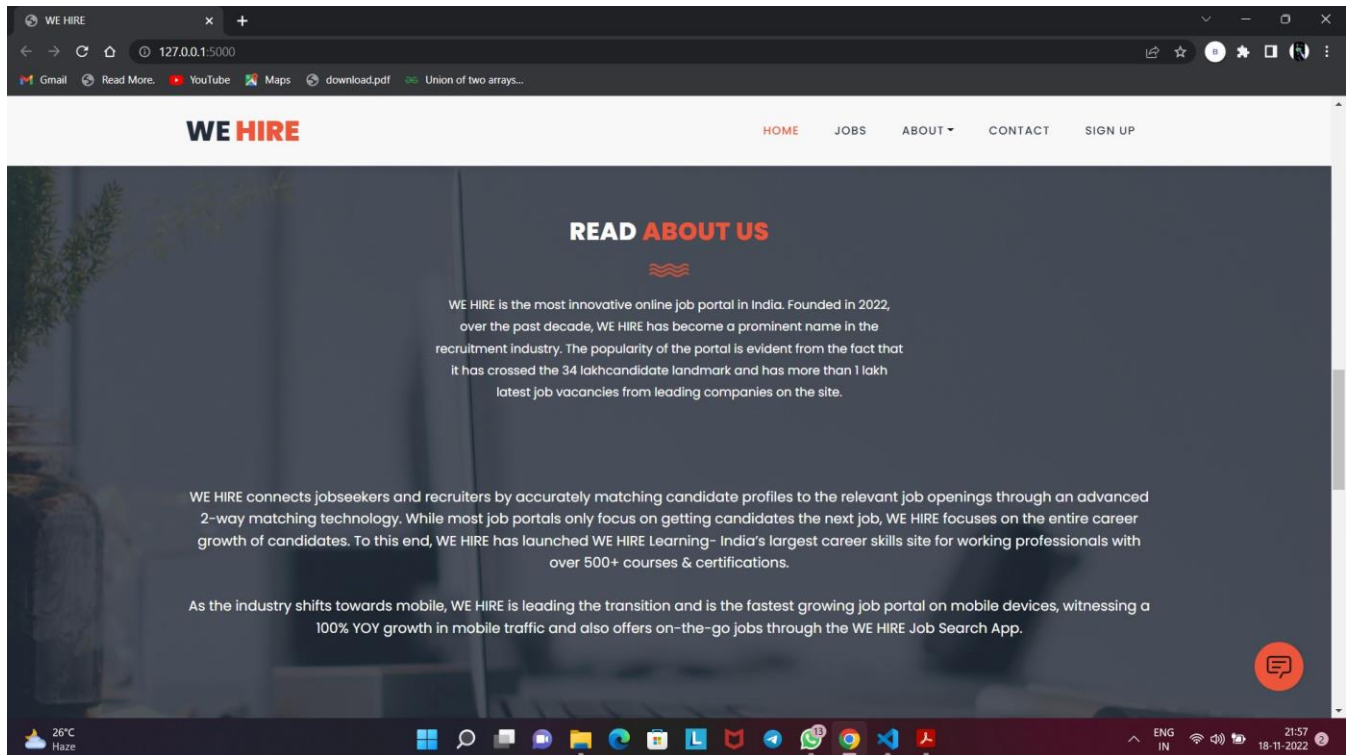 WE HIRE
127.0.0.1:5000
B
Gmail Read More. YouTube Maps download.pdf Union of two arrays...
WE HIRE
HOME JOBS ABOUT CONTACT SIGN UP
READ ABOUT US
WE HIRE is the most innovative online job portal in India. Founded in 2022,
over the past decade, WE HIRE has become a prominent name in the
recruitment industry. The popularity of the portal is evident from the fact that
it has crossed the 34 lakhcandidate landmark and has more than 1 lakh
latest job vacancies from leading companies on the site.
WE HIRE connects jobseekers and recruiters by accurately matching candidate profiles to the relevant job openings through an advanced
2-way matching technology. While most job portals only focus on getting candidates the next job, WE HIRE focuses on the entire career
growth of candidates. To this end, WE HIRE has launched WE HIRE Learning- India's largest career skills site for working professionals with
over 500+ courses & certifications.
As the industry shifts towards mobile, WE HIRE is leading the transition and is the fastest growing job portal on mobile devices, witnessing a
100% YOY growth in mobile traffic and also offers on-the-go jobs through the WE HIRE Job Search App.
26°C
Haze
L
13
ENG
IN
21:57
18-11-2022
2